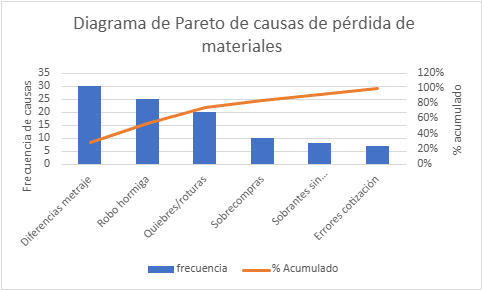 Diagrama de Pareto de causas de pérdida de
materiales
Frecuencia de causas
35
30
25
20
15
10
5
0
120%
100%
80%
60%
40%
20%
0%
% acumulado
Diferencias metraje
Robo hormiga
Quiebres/roturas
Sobrecompras
Sobrantes sin...
Errores cotización
frecuencia
% Acumulado